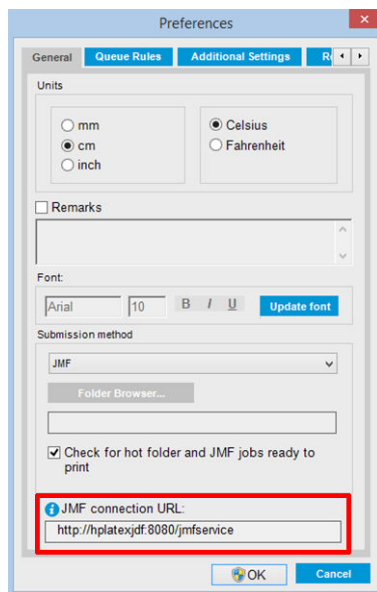 Preferences
General Queue Rules Additional Settings
Units
mm
cm
inch
Celsius
Fahrenheit
Remarks
Font:
Arial 10 B I U Update font
Submission method
JMF
Folder Browser...
Check for hot folder and JMF jobs ready to
print
JMF connection URL:
http://hplatexjdf:8080/jmfservice
OK Cancel